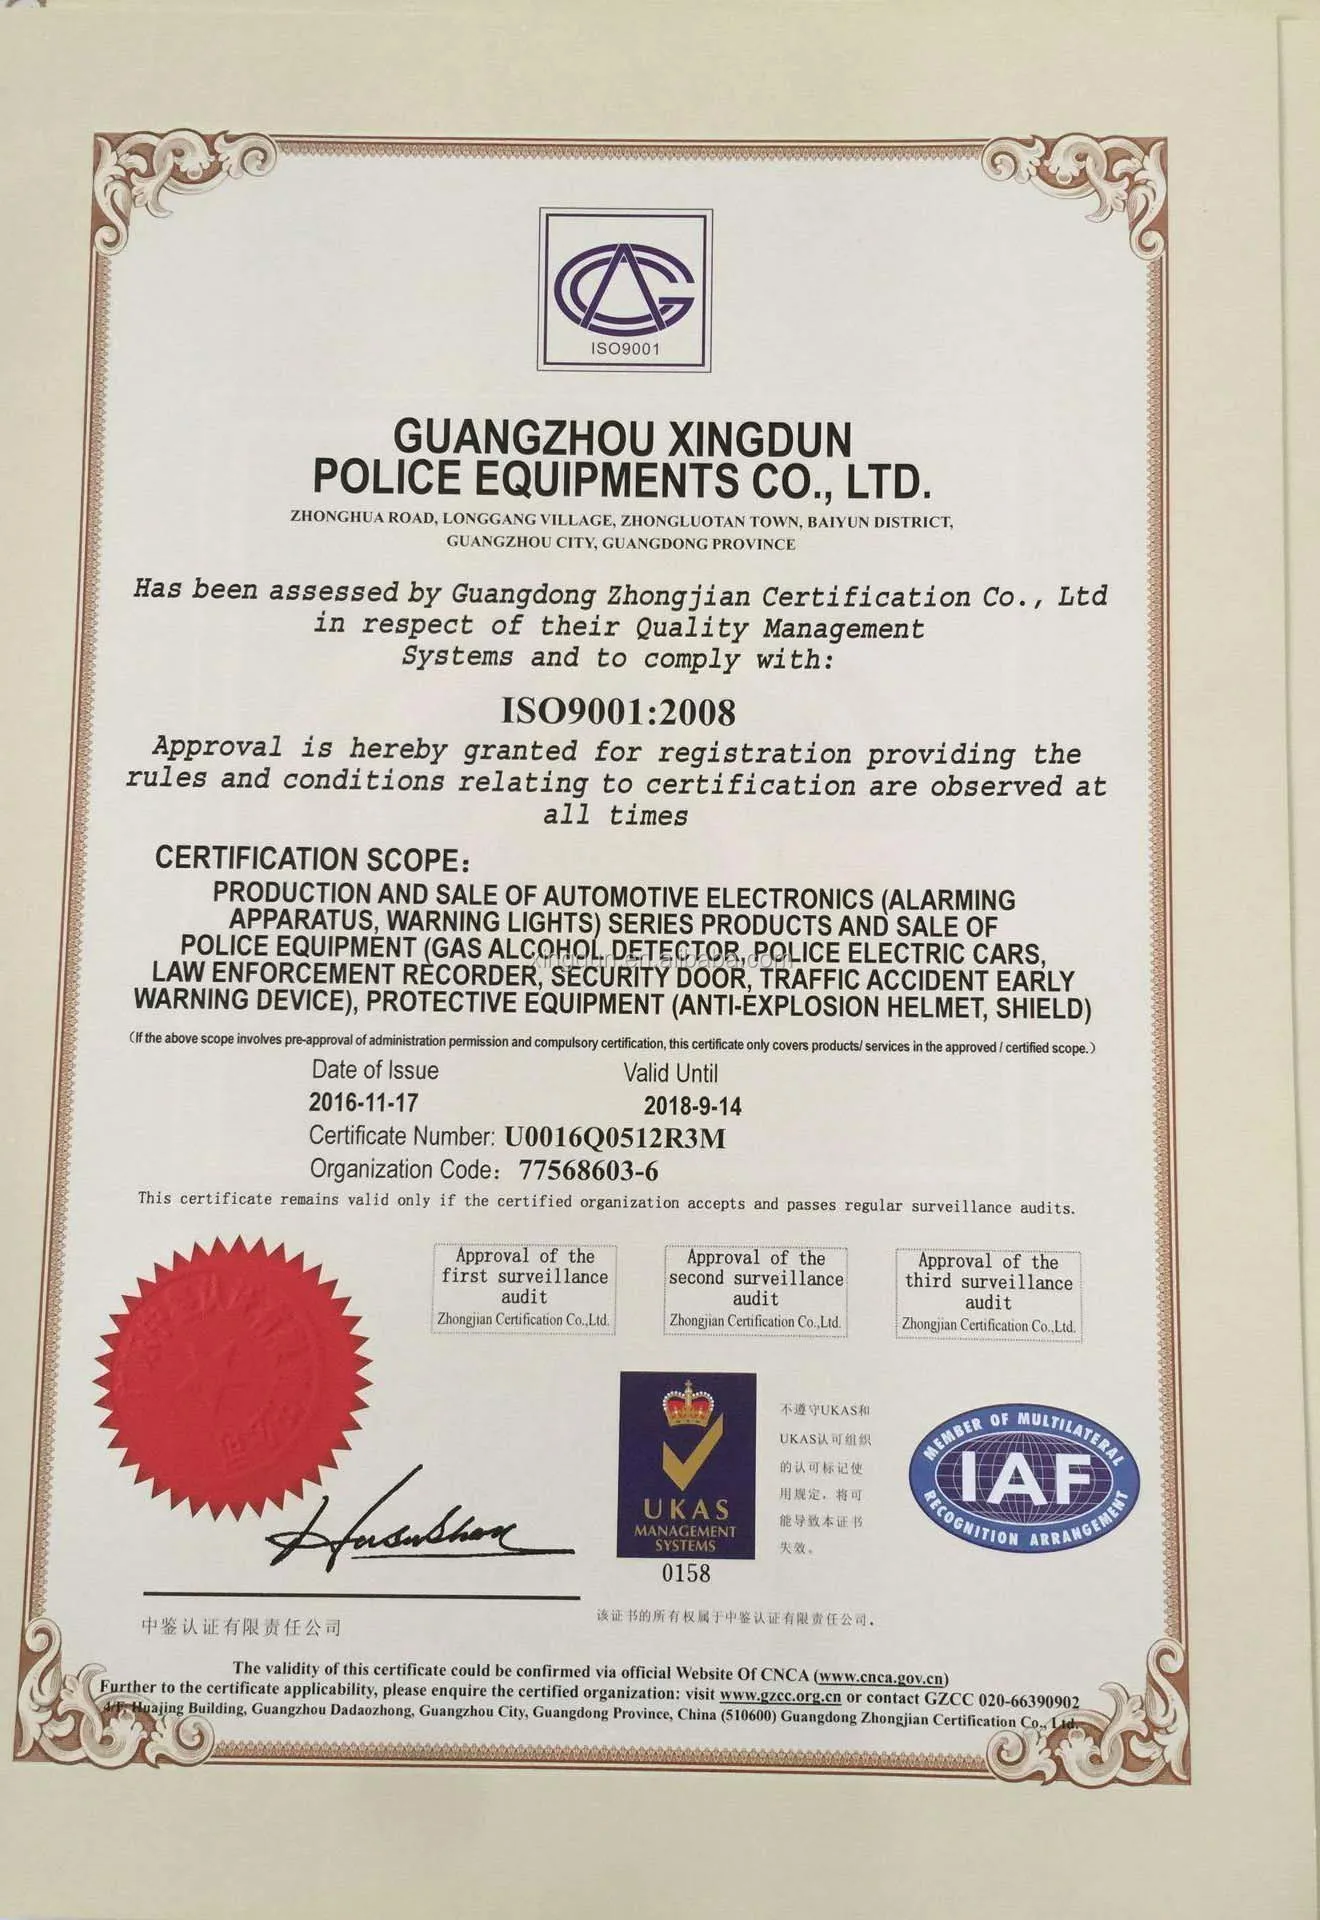 ISO9001
GUANGZHOU XINGDUN
POLICE EQUIPMENTS CO., LTD.
ZHONGHUA ROAD, LONGGANG VILLAGE, ZHONGLUOTAN TOWN, BAIYUN DISTRICT,
GUANGZHOU CITY, GUANGDONG PROVINCE
Has been assessed by Guangdong Zhongjian Certification Co., Ltd
in respect of their Quality Management
Systems and to comply with:
ISO9001:2008
Approval is hereby granted for registration providing the
rules and conditions relating to certification are observed at
all times
CERTIFICATION SCOPE:
PRODUCTION AND SALE OF AUTOMOTIVE ELECTRONICS (ALARMING
APPARATUS, WARNING LIGHTS) SERIES PRODUCTS AND SALE OF
POLICE EQUIPMENT (GAS ALCOHOL DETECTOR, POLICE ELECTRIC CARS,
xingdun.en.alibaba.com
LAW ENFORCEMENT RECORDER, SECURITY DOOR, TRAFFIC ACCIDENT EARLY
WARNING DEVICE), PROTECTIVE EQUIPMENT (ANTI-EXPLOSION HELMET, SHIELD)
(If the above scope involves pre-approval of administration permission and compulsory certification, this certificate only covers products/ services in the approved / certified scope.)
Date of Issue Valid Until
2016-11-17 2018-9-14
Certificate Number: U0016Q0512R3M
Organization Code: 77568603-6
This certificate remains valid only if the certified organization accepts and passes regular surveillance audits.
Approval of the
first surveillance
audit
Zhongjian Certification Co.,Ltd.
Approval of the
second surveillance
audit
Zhongjian Certification Co.,Ltd.
Approval of the
third surveillance
audit
Zhongjian Certification Co.,Ltd.
UKAS
MANAGEMENT
SYSTEMS
0158
不遵守UKAS和
UKAS认可组织
的认可标记使
用规定，将可
能导致本证书
失效。
MEMBER OF MULTILATERAL
IAF
RECOGNITION ARRANGEMENT
中鉴认证有限责任公司
该证书的所有权属于中鉴认证有限责任公司.
The validity of this certificate could be confirmed via official Website Of CNCA (www.cnca.gov.cn)
Further to the certificate applicability, please enquire the certified organization: visit www.gzcc.org.cn or contact GZCC 020-66390902
4/F, Huajing Building, Guangzhou Dadaozhong, Guangzhou City, Guangdong Province, China (510600) Guangdong Zhongjian Certification Co., Ltd.